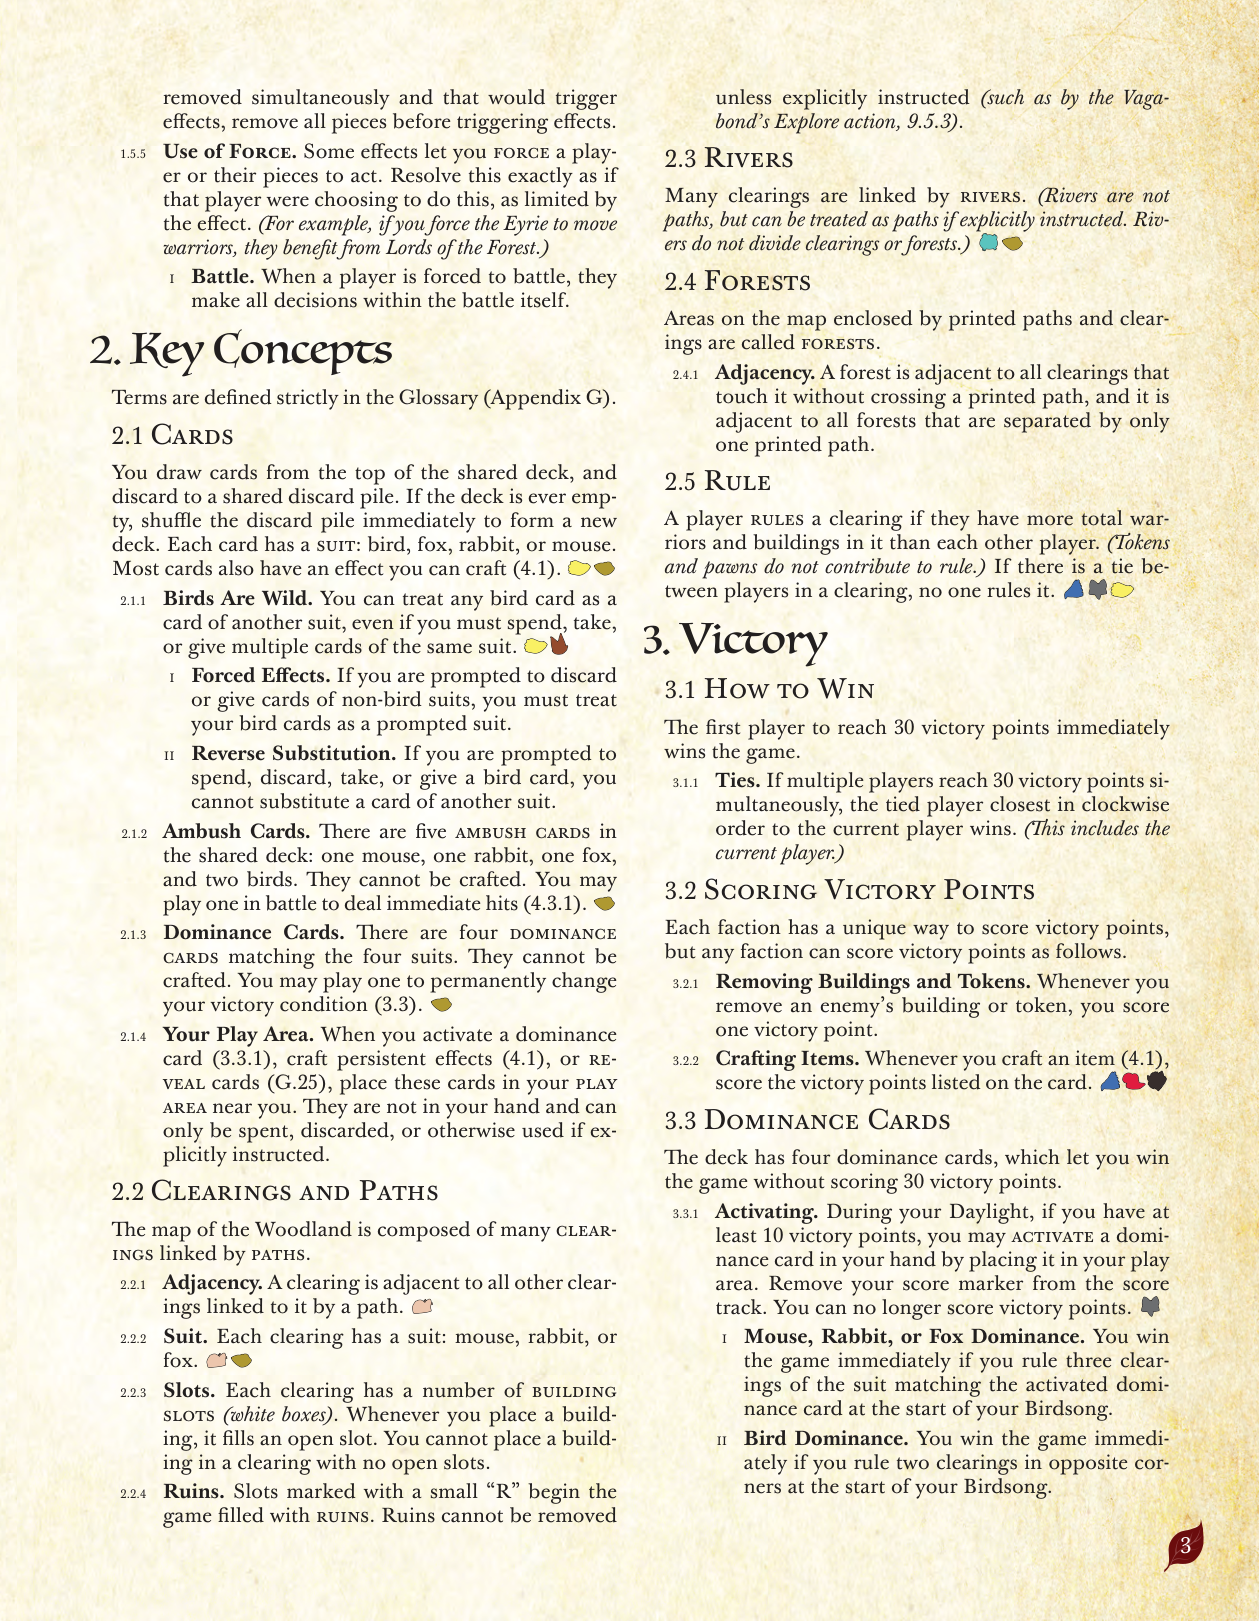 removed simultaneously and that would trigger
effects, remove all pieces before triggering effects.
1.5.5 Use of Force. Some effects let you force a play-
er or their pieces to act. Resolve this exactly as if
that player were choosing to do this, as limited by
the effect. (For example, if you force the Eyrie to move
warriors, they benefit from Lords of the Forest.)
I Battle. When a player is forced to battle, they
make all decisions within the battle itself.
2. Key Concepts
Terms are defined strictly in the Glossary (Appendix G).
2.1 Cards
You draw cards from the top of the shared deck, and
discard to a shared discard pile. If the deck is ever emp-
ty, shuffle the discard pile immediately to form a new
deck. Each card has a suit: bird, fox, rabbit, or mouse.
Most cards also have an effect you can craft (4.1).
2.1.1 Birds Are Wild. You can treat any bird card as a
card of another suit, even if you must spend, take,
or give multiple cards of the same suit.
I Forced Effects. If you are prompted to discard
or give cards of non-bird suits, you must treat
your bird cards as a prompted suit.
II Reverse Substitution. If you are prompted to
spend, discard, take, or give a bird card, you
cannot substitute a card of another suit.
2.1.2 Ambush Cards. There are five ambush cards in
the shared deck: one mouse, one rabbit, one fox,
and two birds. They cannot be crafted. You may
play one in battle to deal immediate hits (4.3.1).
2.1.3 Dominance Cards. There are four dominance
cards matching the four suits. They cannot be
crafted. You may play one to permanently change
your victory condition (3.3).
2.1.4 Your Play Area. When you activate a dominance
card (3.3.1), craft persistent effects (4.1), or re-
veal cards (G.25), place these cards in your play
area near you. They are not in your hand and can
only be spent, discarded, or otherwise used if ex-
plicitly instructed.
2.2 Clearings and Paths
The map of the Woodland is composed of many clear-
ings linked by paths.
2.2.1 Adjacency. A clearing is adjacent to all other clear-
ings linked to it by a path.
2.2.2 Suit. Each clearing has a suit: mouse, rabbit, or
fox.
2.2.3 Slots. Each clearing has a number of building
slots (white boxes). Whenever you place a build-
ing, it fills an open slot. You cannot place a build-
ing in a clearing with no open slots.
2.2.4 Ruins. Slots marked with a small “R” begin the
game filled with ruins. Ruins cannot be removed
unless explicitly instructed (such as by the Vaga-
bond’s Explore action, 9.5.3).
2.3 Rivers
Many clearings are linked by rivers. (Rivers are not
paths, but can be treated as paths if explicitly instructed. Riv-
ers do not divide clearings or forests.)
2.4 Forests
Areas on the map enclosed by printed paths and clear-
ings are called forests.
2.4.1 Adjacency. A forest is adjacent to all clearings that
touch it without crossing a printed path, and it is
adjacent to all forests that are separated by only
one printed path.
2.5 Rule
A player rules a clearing if they have more total war-
riors and buildings in it than each other player. (Tokens
and pawns do not contribute to rule.) If there is a tie be-
tween players in a clearing, no one rules it.
3. Victory
3.1 How to Win
The first player to reach 30 victory points immediately
wins the game.
3.1.1 Ties. If multiple players reach 30 victory points si-
multaneously, the tied player closest in clockwise
order to the current player wins. (This includes the
current player.)
3.2 Scoring Victory Points
Each faction has a unique way to score victory points,
but any faction can score victory points as follows.
3.2.1 Removing Buildings and Tokens. Whenever you
remove an enemy’s building or token, you score
one victory point.
3.2.2 Crafting Items. Whenever you craft an item (4.1),
score the victory points listed on the card.
3.3 Dominance Cards
The deck has four dominance cards, which let you win
the game without scoring 30 victory points.
3.3.1 Activating. During your Daylight, if you have at
least 10 victory points, you may activate a domi-
nance card in your hand by placing it in your play
area. Remove your score marker from the score
track. You can no longer score victory points.
I Mouse, Rabbit, or Fox Dominance. You win
the game immediately if you rule three clear-
ings of the suit matching the activated domi-
nance card at the start of your Birdsong.
II Bird Dominance. You win the game immedi-
ately if you rule two clearings in opposite cor-
ners at the start of your Birdsong.
3